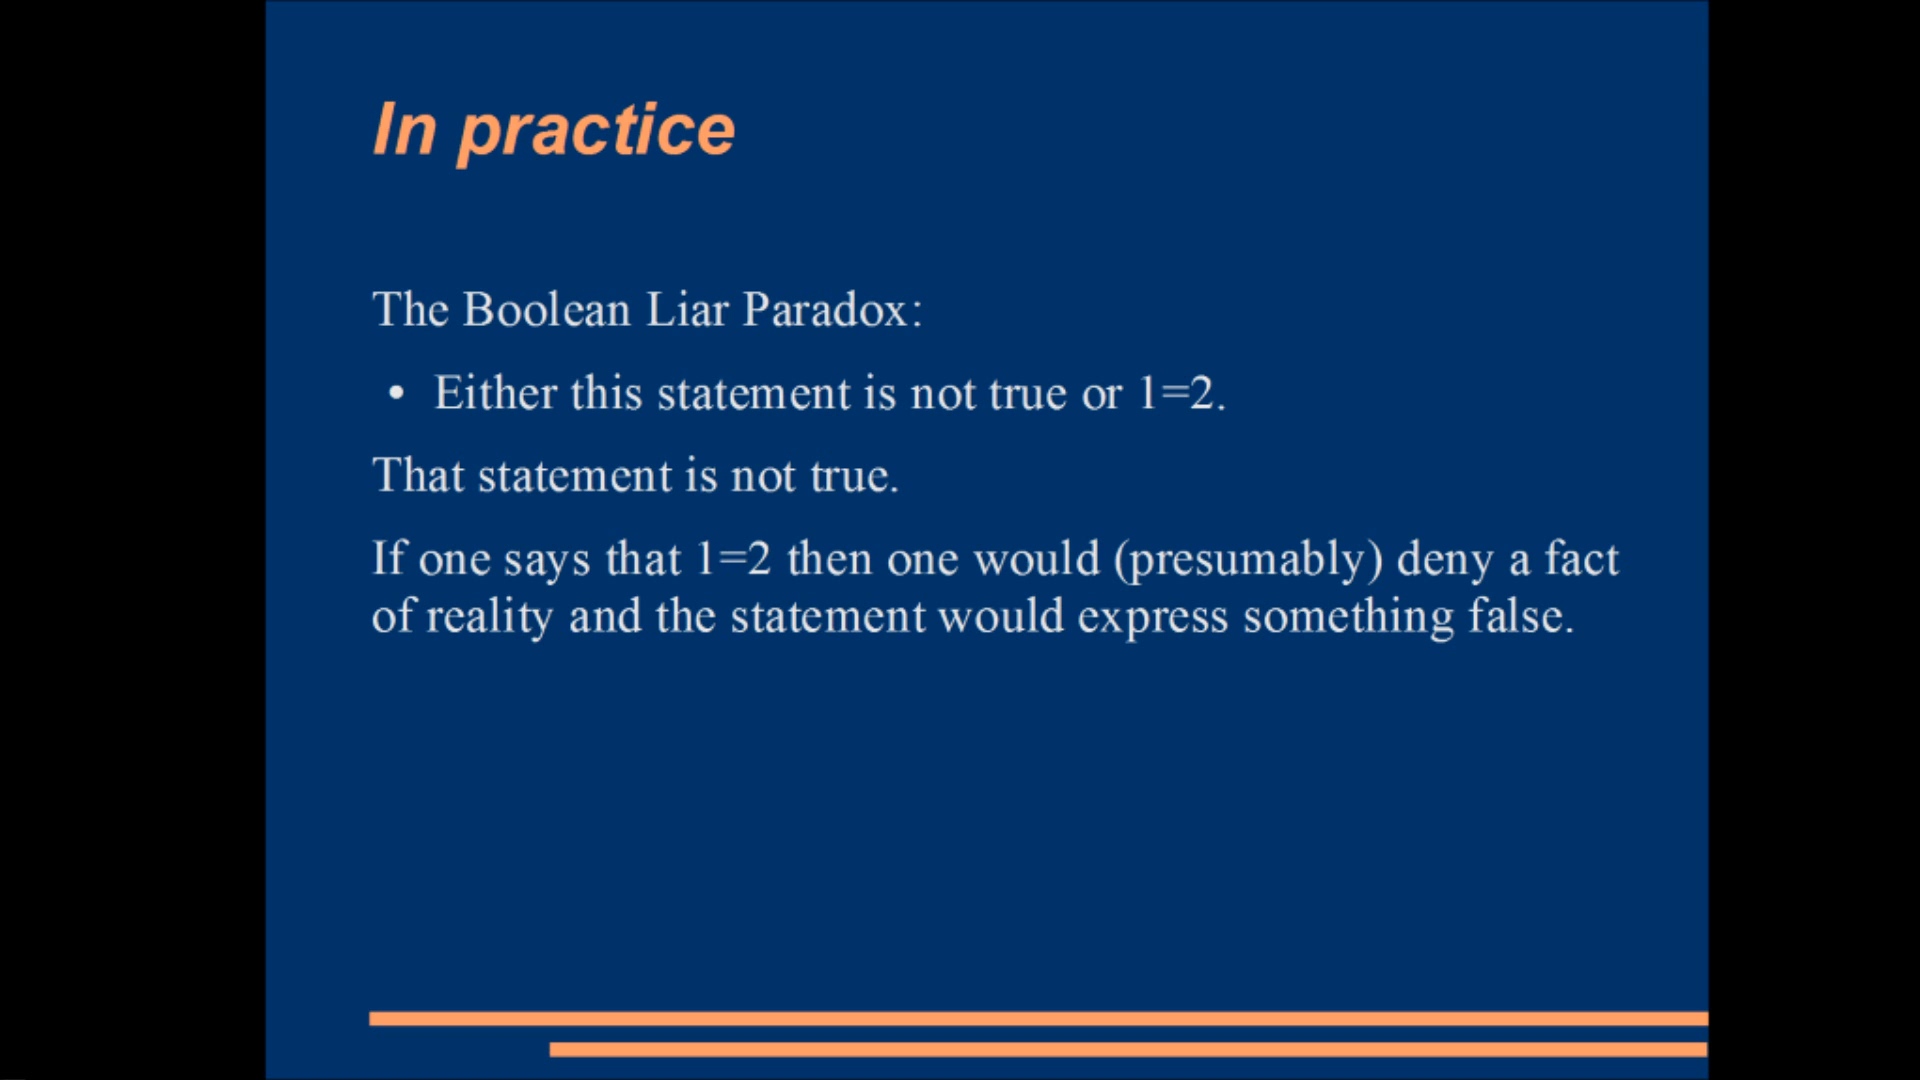 In practice
The Boolean Liar Paradox:
• Either this statement is not true or 1=2.
That statement is not true.
If one says that 1=2 then one would (presumably) deny a fact
of reality and the statement would express something false.